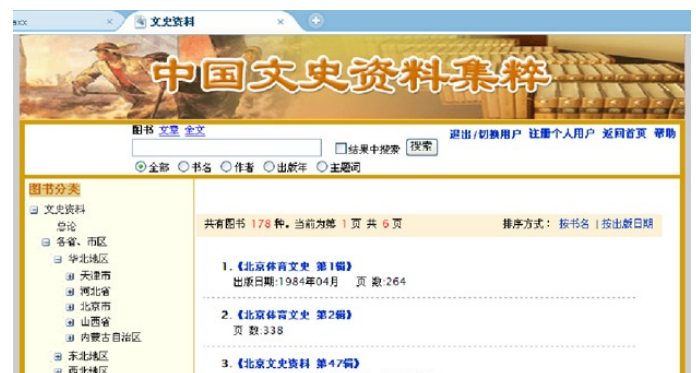 文史资料
中国文史资料集粹
图书 文章 全文
结果中搜索 搜索
退出/切换用户 注册个人用户 返回首页 帮助
全部 书名 作者 出版年 主题词
图书分类
文史资料
总论
各省、市区
华北地区
天津市
河北省
北京市
山西省
内蒙古自治区
东北地区
西北地区
共有图书 178 种。当前为第 1 页 共 6 页
排序方式： 按书名 | 按出版日期
1.《北京体育文史 第1辑》
出版日期:1984年04月 页 数:264
2.《北京体育文史 第2辑》
页 数:338
3.《北京文史资料 第47辑》